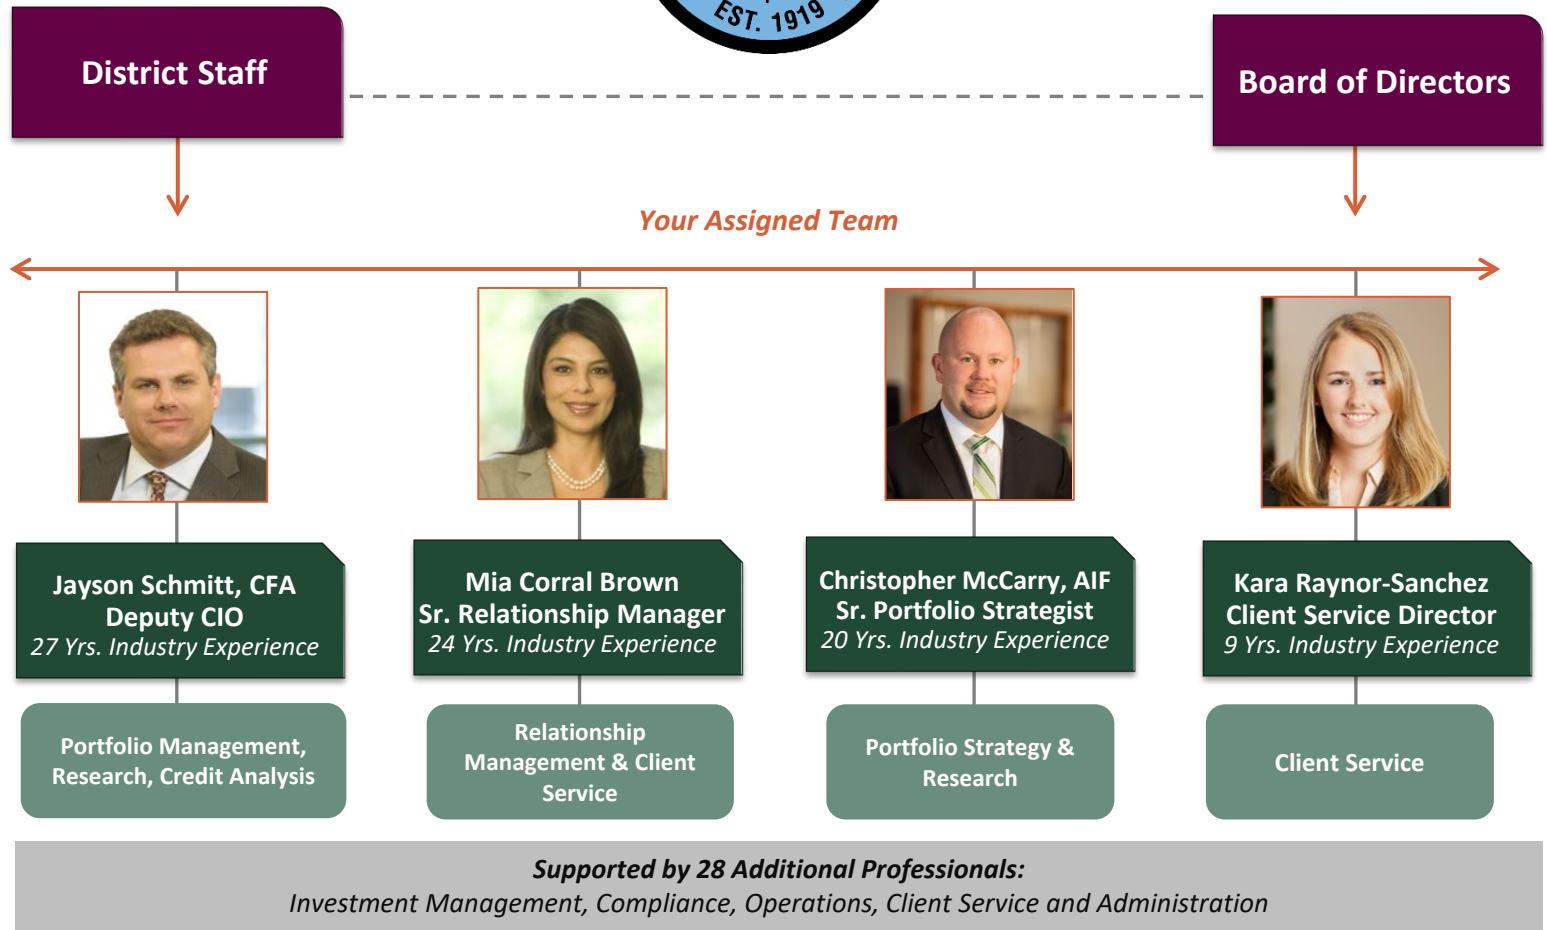 EST. 1919
District Staff
Board of Directors
Your Assigned Team
Jayson Schmitt, CFA
Deputy CIO
27 Yrs. Industry Experience
Mia Corral Brown
Sr. Relationship Manager
24 Yrs. Industry Experience
Christopher McCarry, AIF
Sr. Portfolio Strategist
20 Yrs. Industry Experience
Kara Raynor-Sanchez
Client Service Director
9 Yrs. Industry Experience
Portfolio Management,
Research, Credit Analysis
Relationship
Management & Client
Service
Portfolio Strategy &
Research
Client Service
Supported by 28 Additional Professionals:
Investment Management, Compliance, Operations, Client Service and Administration